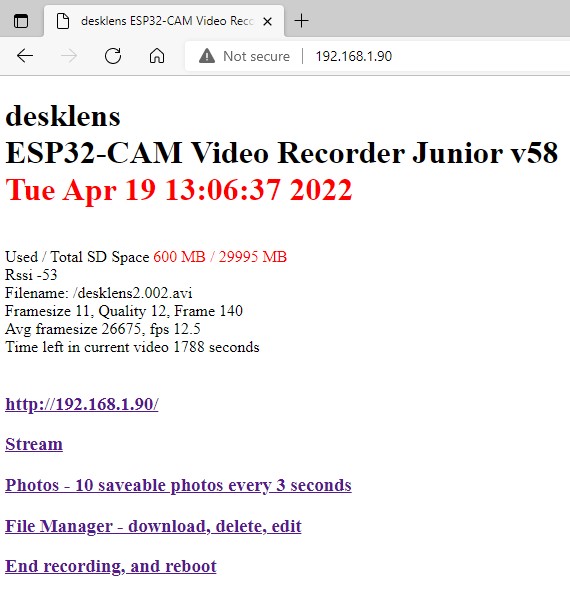 desklens ESP32-CAM Video Reco
Not secure
192.168.1.90
desklens
ESP32-CAM Video Recorder Junior v58
Tue Apr 19 13:06:37 2022
Used / Total SD Space 600 MB / 29995 MB
Rssi -53
Filename: /desklens2.002.avi
Framesize 11, Quality 12, Frame 140
Avg framesize 26675, fps 12.5
Time left in current video 1788 seconds
http://192.168.1.90/
Stream
Photos - 10 saveable photos every 3 seconds
File Manager - download, delete, edit
End recording, and reboot